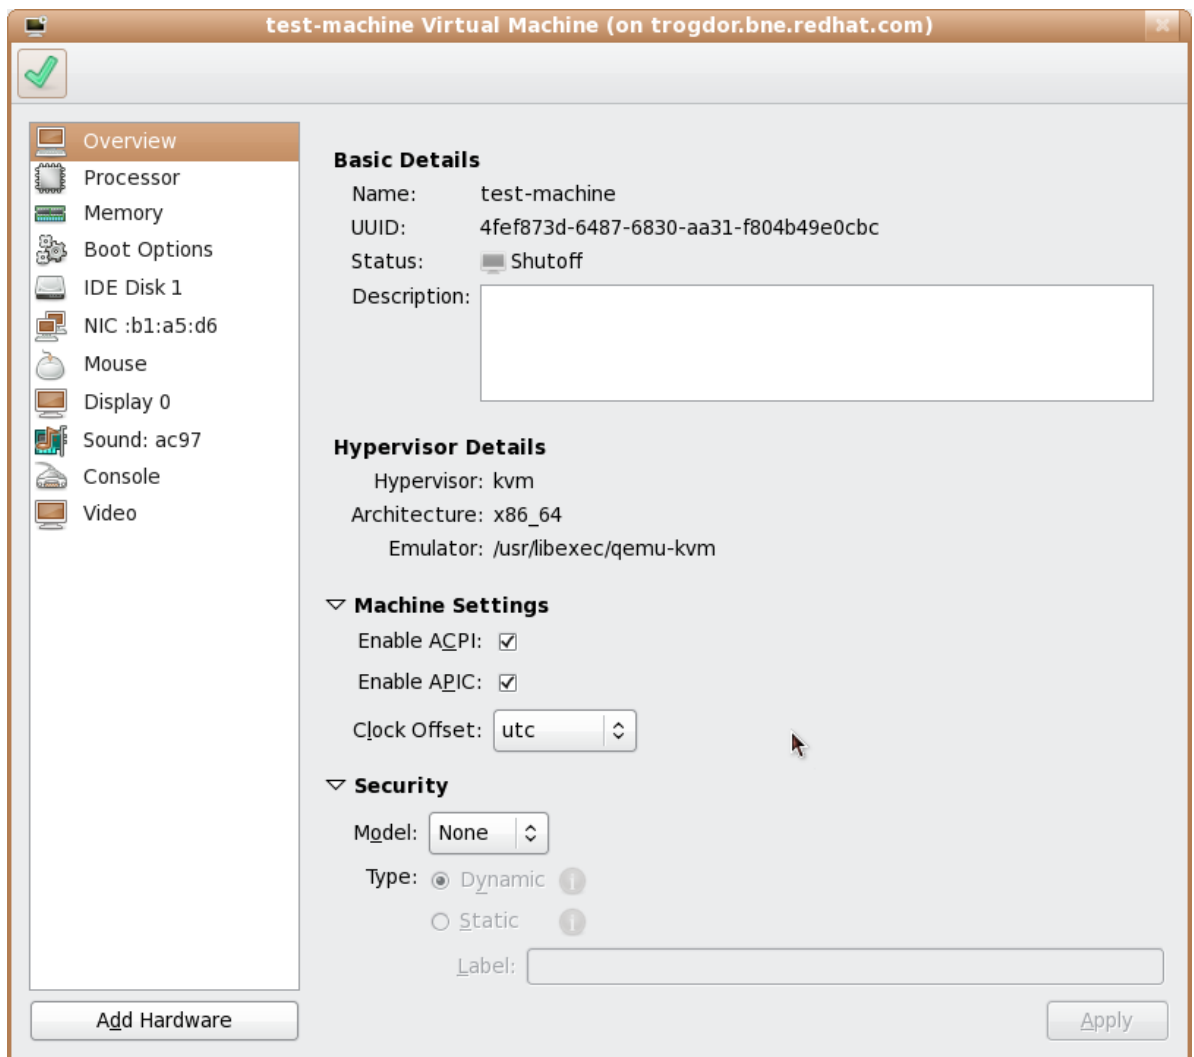 test-machine Virtual Machine (on trogdor.bne.redhat.com)
Overview
Processor
Memory
Boot Options
IDE Disk 1
NIC :b1:a5:d6
Mouse
Display 0
Sound: ac97
Console
Video
Add Hardware
Basic Details
Name: test-machine
UUID: 4fef873d-6487-6830-aa31-f804b49e0cbc
Status: Shutoff
Description:
Hypervisor Details
Hypervisor: kvm
Architecture: x86_64
Emulator: /usr/libexec/qemu-kvm
Machine Settings
Enable ACPI:
Enable APIC:
Clock Offset: utc
Security
Model: None
Type: Dynamic
Static
Label:
Apply